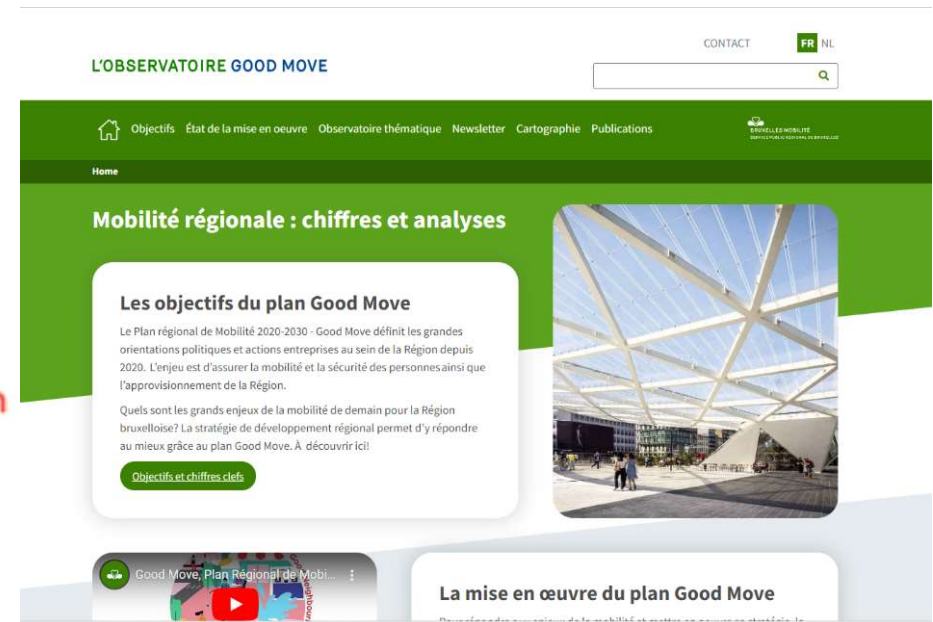 CONTACT FR NL
L'OBSERVATOIRE GOOD MOVE
Objectifs État de la mise en oeuvre Observatoire thématique Newsletter Cartographie Publications
BRUXELLES MOBILITÉ
SERVICE PUBLIC RÉGIONAL DE BRUXELLES
Home
Mobilité régionale : chiffres et analyses
Les objectifs du plan Good Move
Le Plan régional de Mobilité 2020-2030 - Good Move définit les grandes
orientations politiques et actions entreprises au sein de la Région depuis
2020. L'enjeu est d'assurer la mobilité et la sécurité des personnes ainsi que
l'approvisionnement de la Région.
Quels sont les grands enjeux de la mobilité de demain pour la Région
bruxelloise? La stratégie de développement régional permet d'y répondre
au mieux grâce au plan Good Move. À découvrir ici!
Objectifs et chiffres clefs
Good Move, Plan Régional de Mobi...
La mise en œuvre du plan Good Move